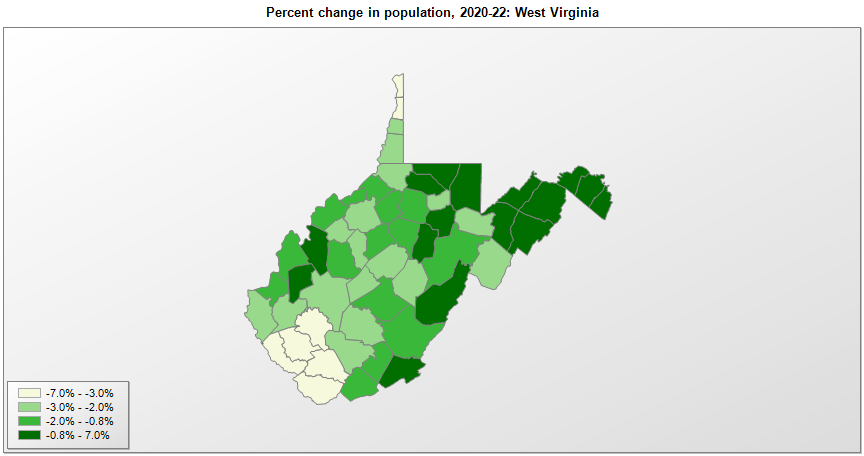 Percent change in population, 2020-22: West Virginia
-7.0% - -3.0%
-3.0% - -2.0%
-2.0% - -0.8%
-0.8% - 7.0%